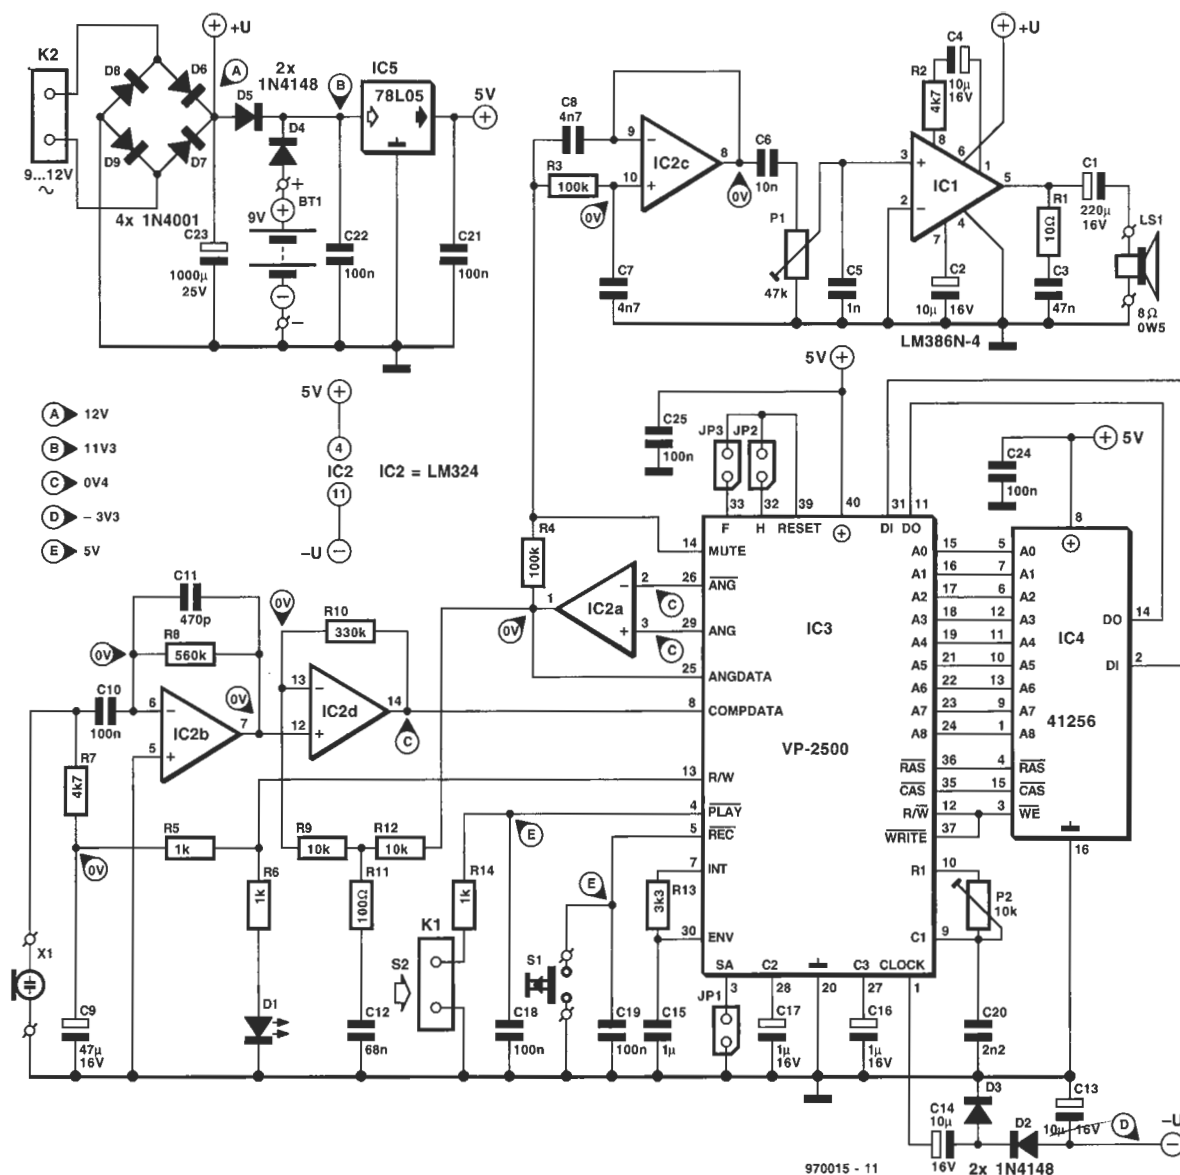 +U
K2
9...12V
∼
D8
D6
D9
D7
4x 1N4001
A
D5
2x
1N4148
B
D4
IC5
78L05
5V
+
BT1
9V
−
C23
1000μ
25V
C22
100n
C21
100n
A 12V
B 11V3
C 0V4
D – 3V3
E 5V
5V
4
IC2
11
–U
IC2 = LM324
C8
4n7
R3
100k
0V
9
10
8
IC2c
C7
4n7
C6
10n
0V
P1
47k
C5
1n
R2
4k7
C4
10μ
16V
+U
3
2
8
6
1
7
4
5
IC1
C2
10μ
16V
R1
10Ω
C3
47n
C1
220μ
16V
LS1
8Ω
0W5
LM386N-4
5V
C25
100n
JP3
JP2
33
32
39
40
31
11
F
H
RESET
DI
DO
C24
100n
5V
8
R4
100k
14
MUTE
26
ANG
29
ANG
25
ANGDATA
8
COMPDATA
13
R/W
4
PLAY
5
REC
7
INT
30
ENV
IC3
VP-2500
A0 15 5 A0
A1 16 7 A1
A2 17 6 A2
A3 18 12 A3
A4 19 11 A4
A5 21 10 A5
A6 22 13 A6
A7 23 9 A7
A8 24 1 A8
RAS 36 4 RAS
CAS 35 15 CAS
R/W 12 3 WE
WRITE 37
R1 10
C1 9
P2
10k
IC4
41256
DO 14
DI 2
16
IC2a
1
2
3
C
C
0V
C11
470p
R8
560k
0V
0V
R10
330k
C10
100n
6
5
7
IC2b
0V
13
12
14
IC2d
C
R7
4k7
R5
1k
0V
R6
1k
R9
10k
R12
10k
R11
100Ω
R14
1k
E
E
R13
3k3
K1
S2
S1
X1
C9
47μ
16V
D1
C12
68n
C18
100n
C19
100n
C15
1μ
SA
C2
C3
CLOCK
3
28
20
27
1
JP1
C17
1μ
16V
C16
1μ
16V
C20
2n2
D3
C14
10μ
16V
D2
C13
10μ
16V
D
–U
2x 1N4148
970015 - 11